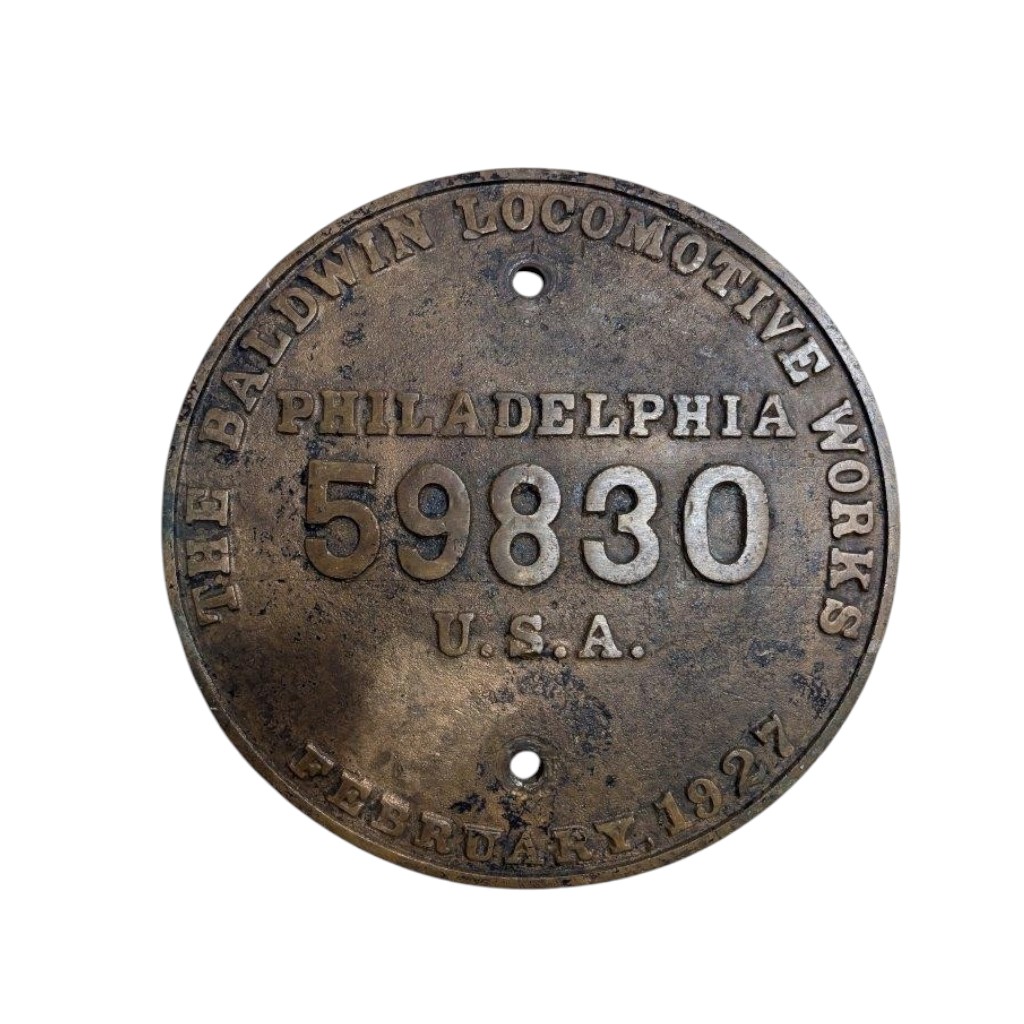 THE BALDWIN LOCOMOTIVE WORKS
PHILADELPHIA
59830
U.S.A.
FEBRUARY, 1927